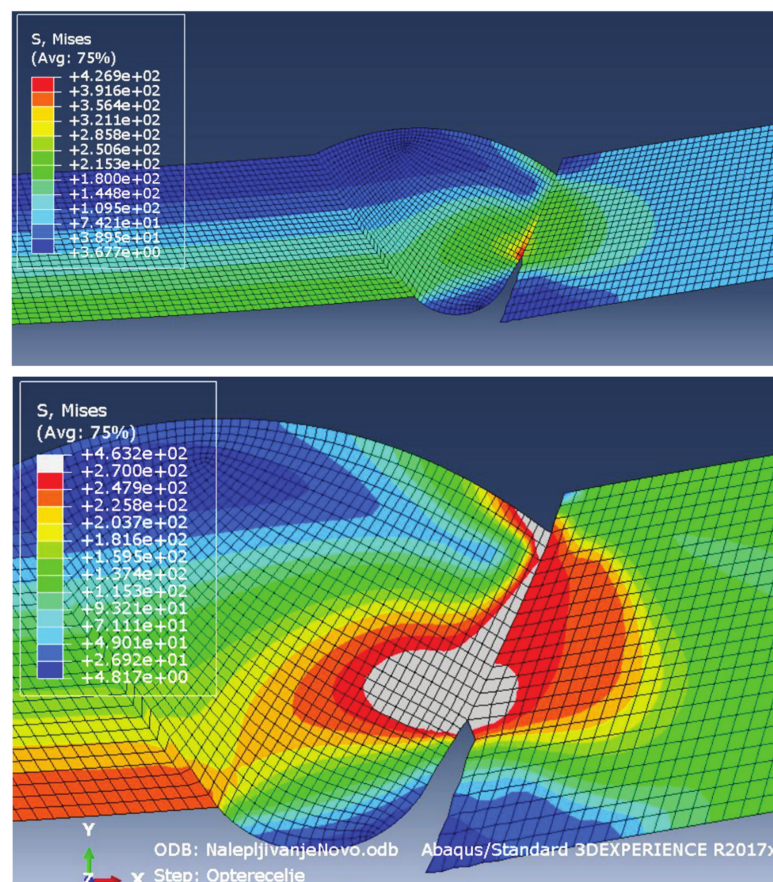 S, Mises
(Avg: 75%)
+4.269e+02
+3.916e+02
+3.564e+02
+3.211e+02
+2.858e+02
+2.506e+02
+2.153e+02
+1.800e+02
+1.448e+02
+1.095e+02
+7.421e+01
+3.895e+01
+3.677e+00
S, Mises
(Avg: 75%)
+4.632e+02
+2.700e+02
+2.479e+02
+2.258e+02
+2.037e+02
+1.816e+02
+1.595e+02
+1.374e+02
+1.153e+02
+9.321e+01
+7.111e+01
+4.901e+01
+2.692e+01
+4.817e+00
Y
ODB: NalepljivanjeNovo.odb Abaqus/Standard 3DEXPERIENCE R2017x
Z X Step: Opterecelje